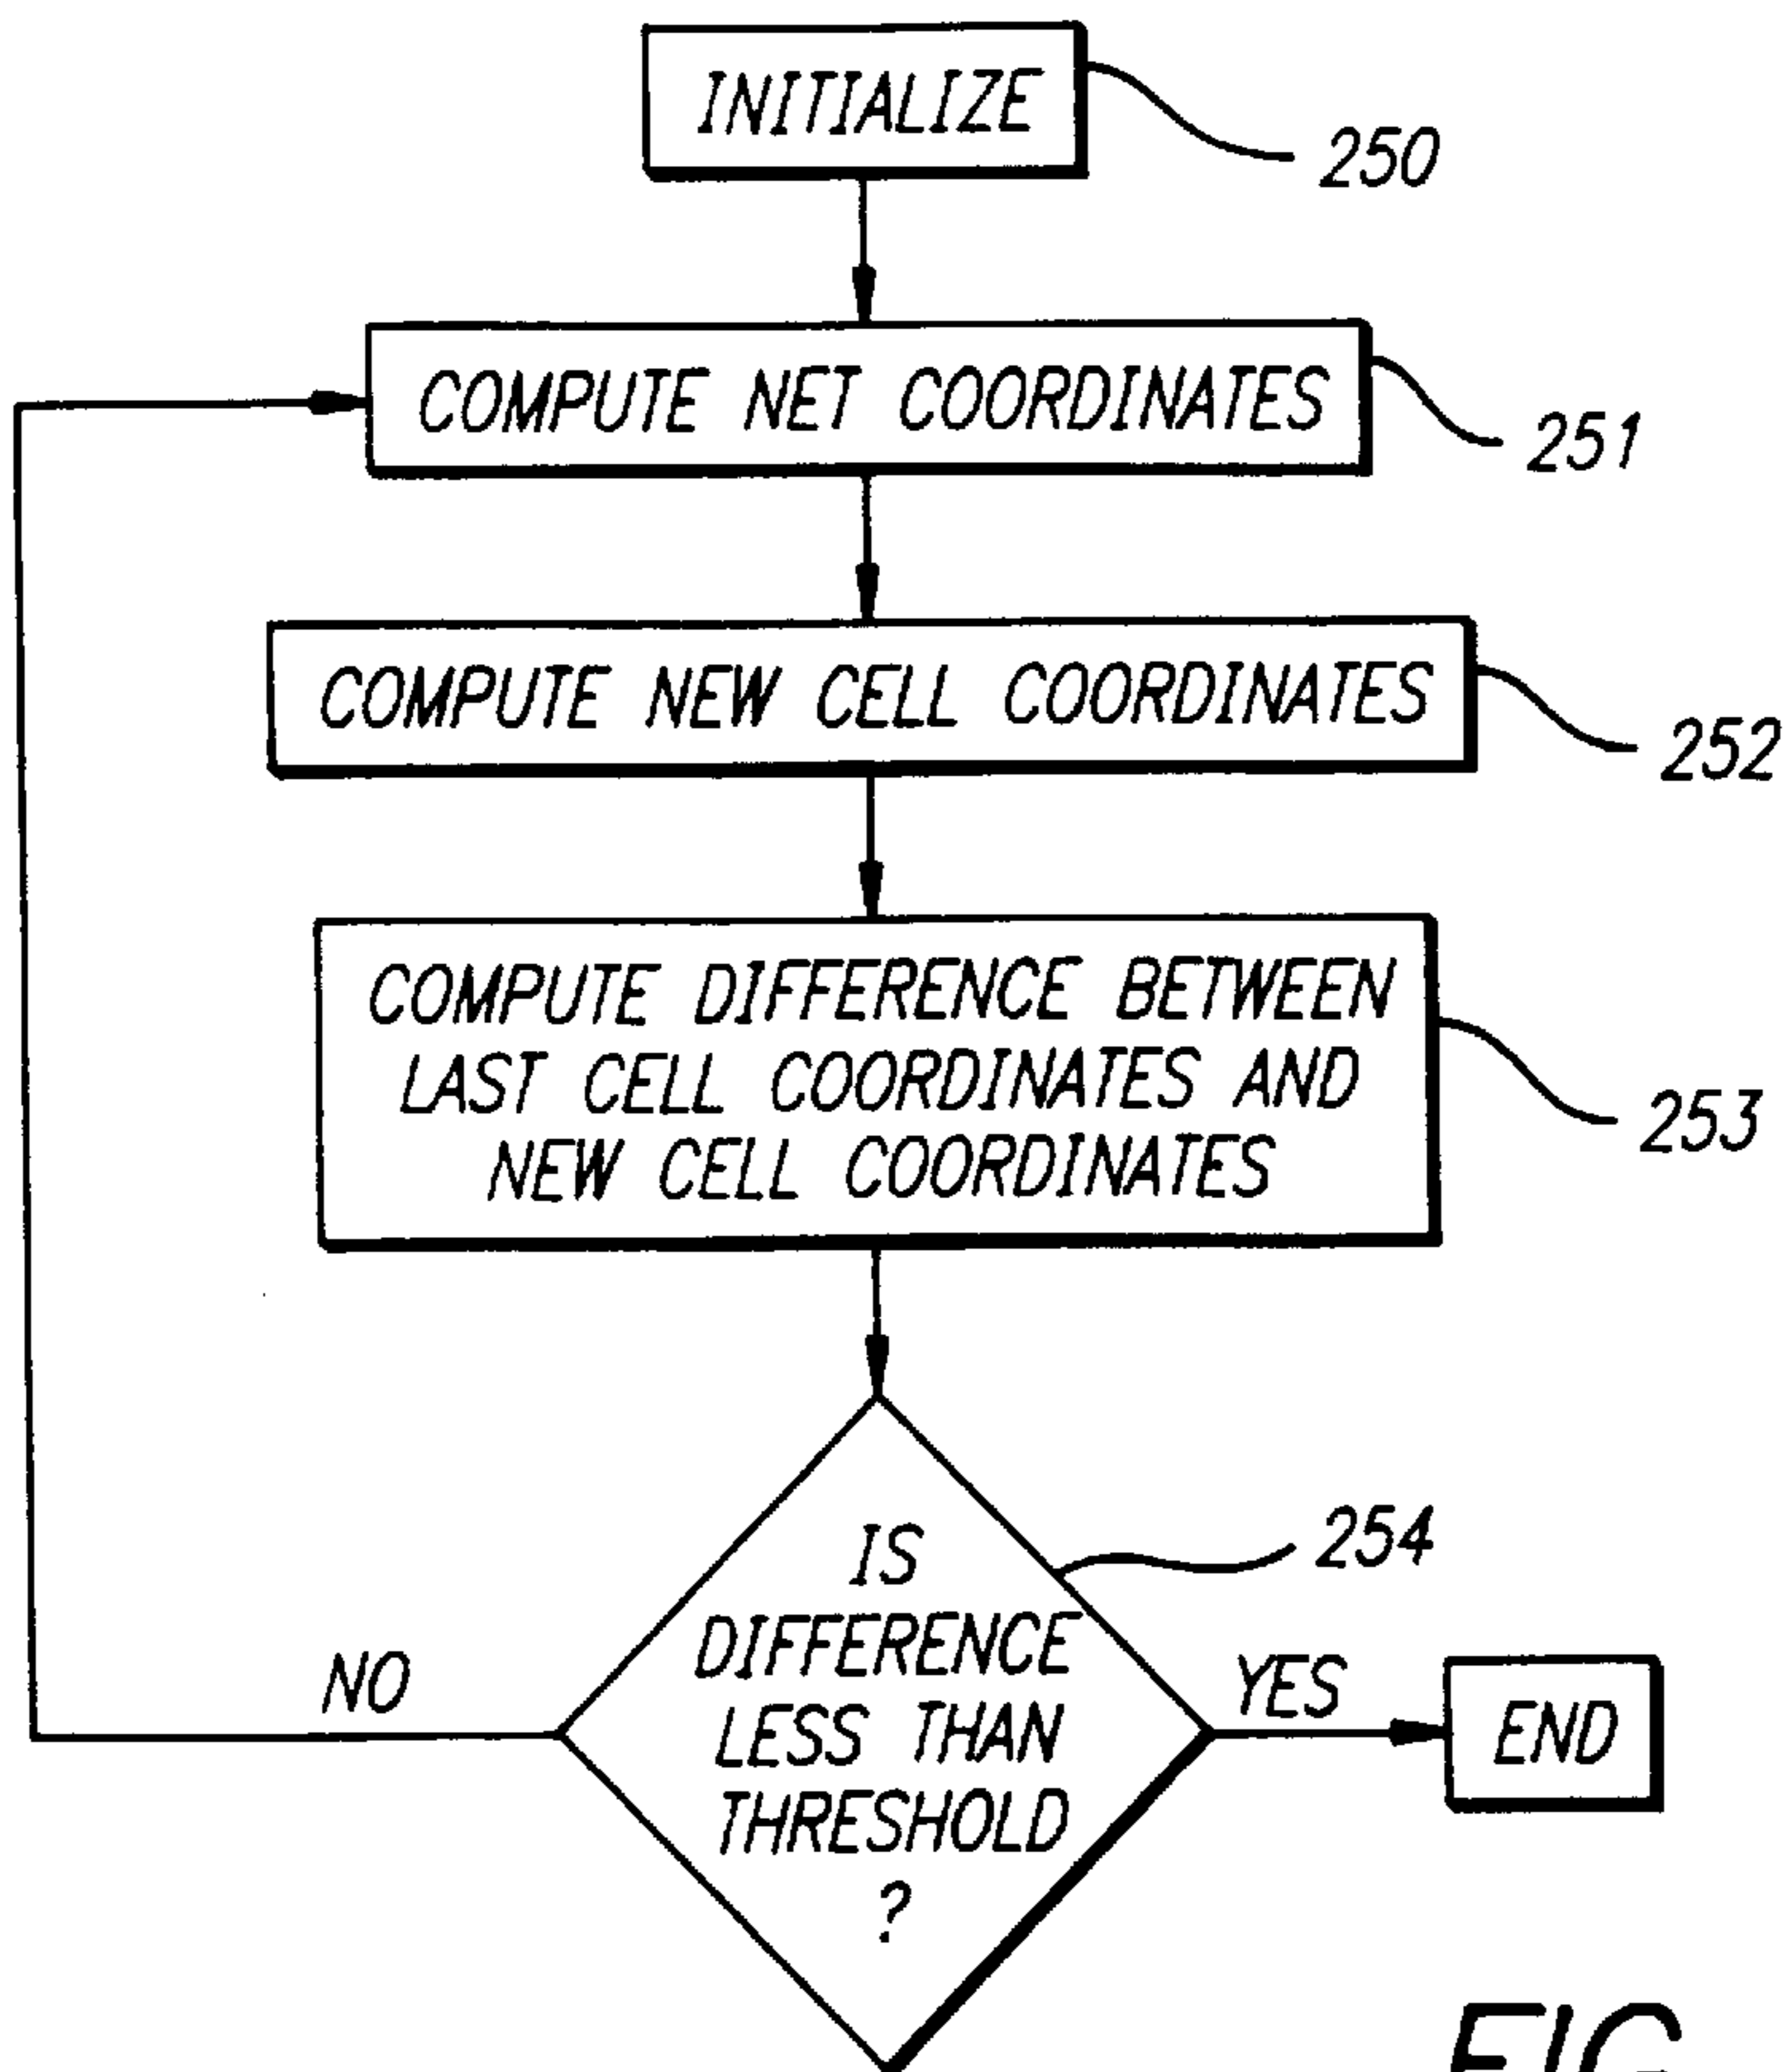 INITIALIZE
250
COMPUTE NET COORDINATES
251
COMPUTE NEW CELL COORDINATES
252
COMPUTE DIFFERENCE BETWEEN
LAST CELL COORDINATES AND
NEW CELL COORDINATES
253
IS
DIFFERENCE
LESS THAN
THRESHOLD
?
254
NO
YES
END
FIG